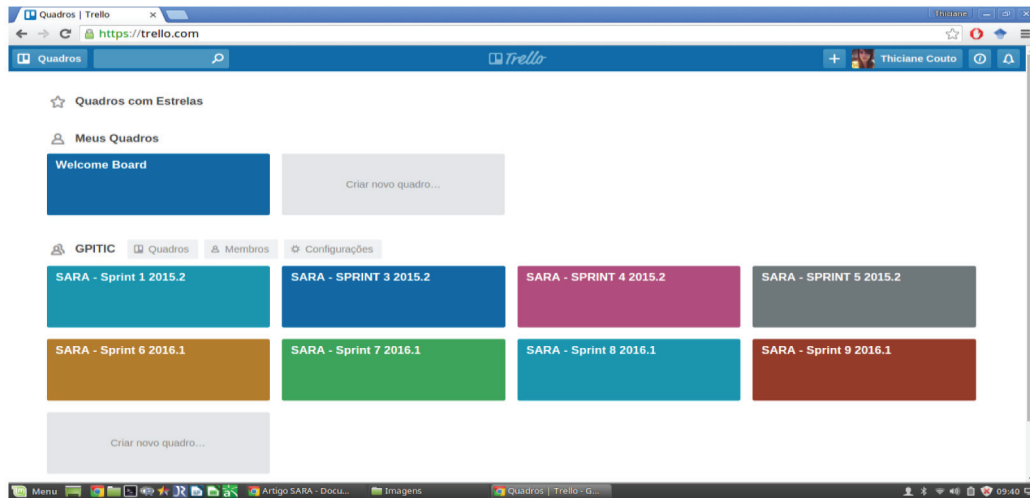 Quadros | Trello
Thiciane
https://trello.com
Quadros
Trello
Thiciane Couto
Quadros com Estrelas
Meus Quadros
Welcome Board
Criar novo quadro...
GPITIC
Quadros
Membros
Configurações
SARA - Sprint 1 2015.2
SARA - SPRINT 3 2015.2
SARA - SPRINT 4 2015.2
SARA - SPRINT 5 2015.2
SARA - Sprint 6 2016.1
SARA - Sprint 7 2016.1
SARA - Sprint 8 2016.1
SARA - Sprint 9 2016.1
Criar novo quadro...
Menu
Artigo SARA - Docu...
Imagens
Quadros | Trello - G...
09:40